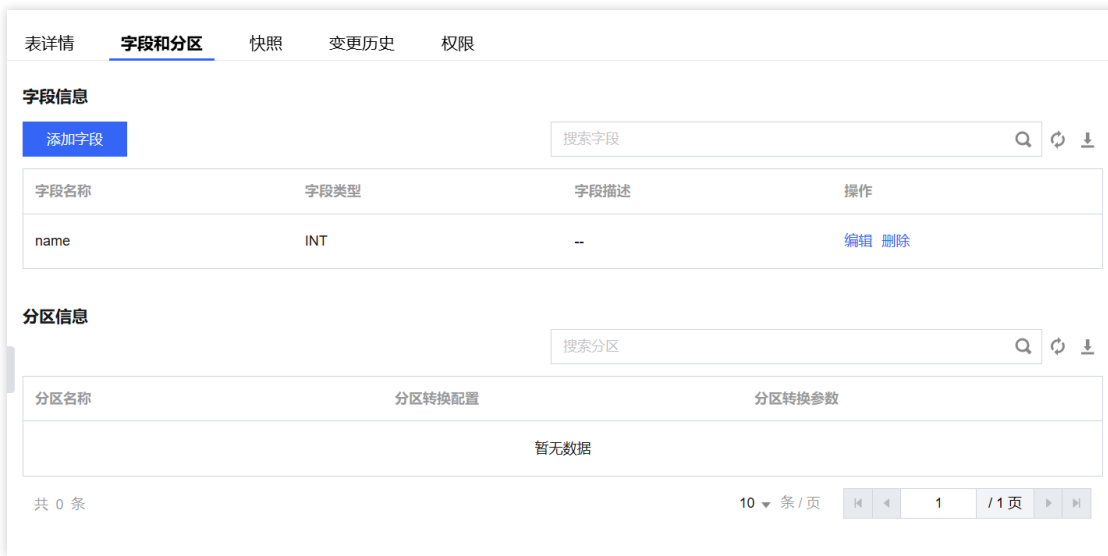 表详情 字段和分区 快照 变更历史 权限
字段信息
添加字段 搜索字段
字段名称 字段类型 字段描述 操作
name INT -- 编辑 删除
分区信息
搜索分区
分区名称 分区转换配置 分区转换参数
暂无数据
共 0 条 10 条 / 页 1 / 1 页